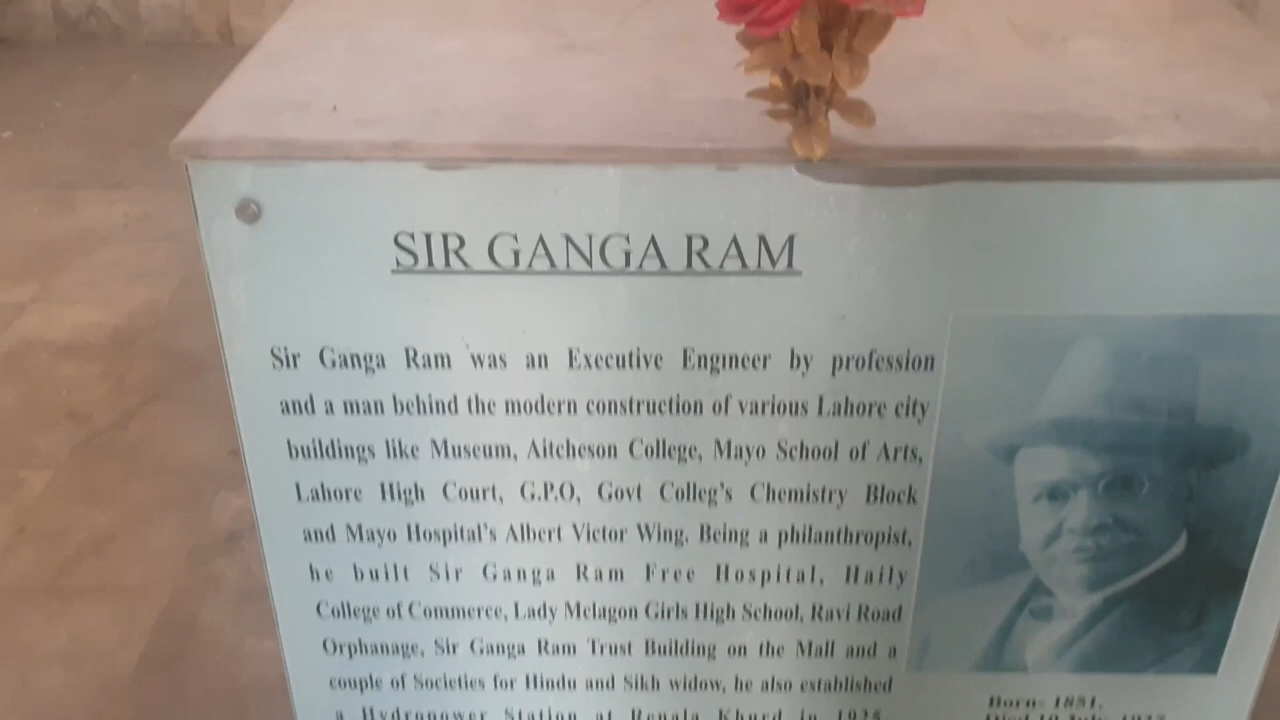 SIR GANGA RAM
Sir Ganga Ram was an Executive Engineer by profession
and a man behind the modern construction of various Lahore city
buildings like Museum, Aitcheson College, Mayo School of Arts,
Lahore High Court, G.P.O, Govt Colleg's Chemistry Block
and Mayo Hospital's Albert Victor Wing. Being a philanthropist,
he built Sir Ganga Ram Free Hospital, Haily
College of Commerce, Lady Mclagon Girls High School, Ravi Road
Orphanage, Sir Ganga Ram Trust Building on the Mall and a
couple of Societies for Hindu and Sikh widow, he also established
a Hydropower Station at Renala Khurd in 1925.
Born- 1851.
Died 10 July